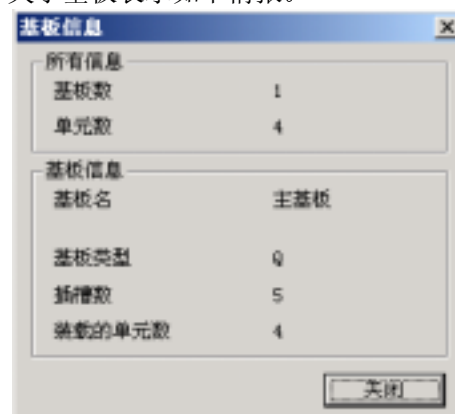 基板信息
所有信息
基板数 1
单元数 4
基板信息
基板名 主基板
基板类型 Q
插槽数 5
装载的单元数 4
关闭